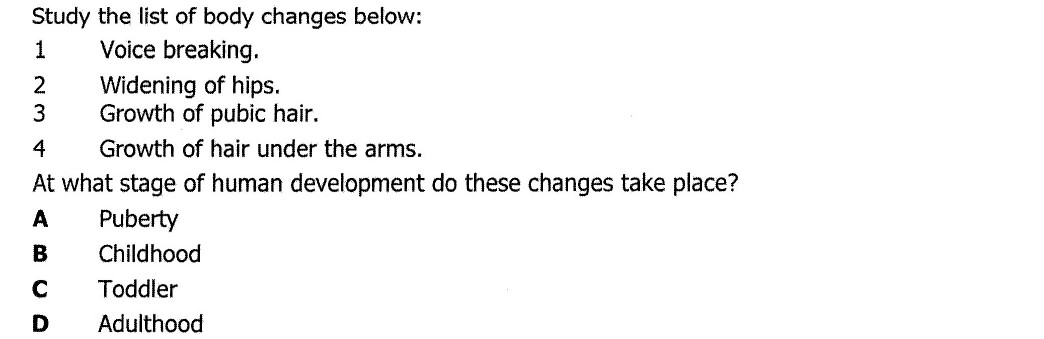 Study the list of body changes below:
1 Voice breaking.
2 Widening of hips.
3 Growth of pubic hair.
4 Growth of hair under the arms.
At what stage of human development do these changes take place?
A Puberty
B Childhood
C Toddler
D Adulthood